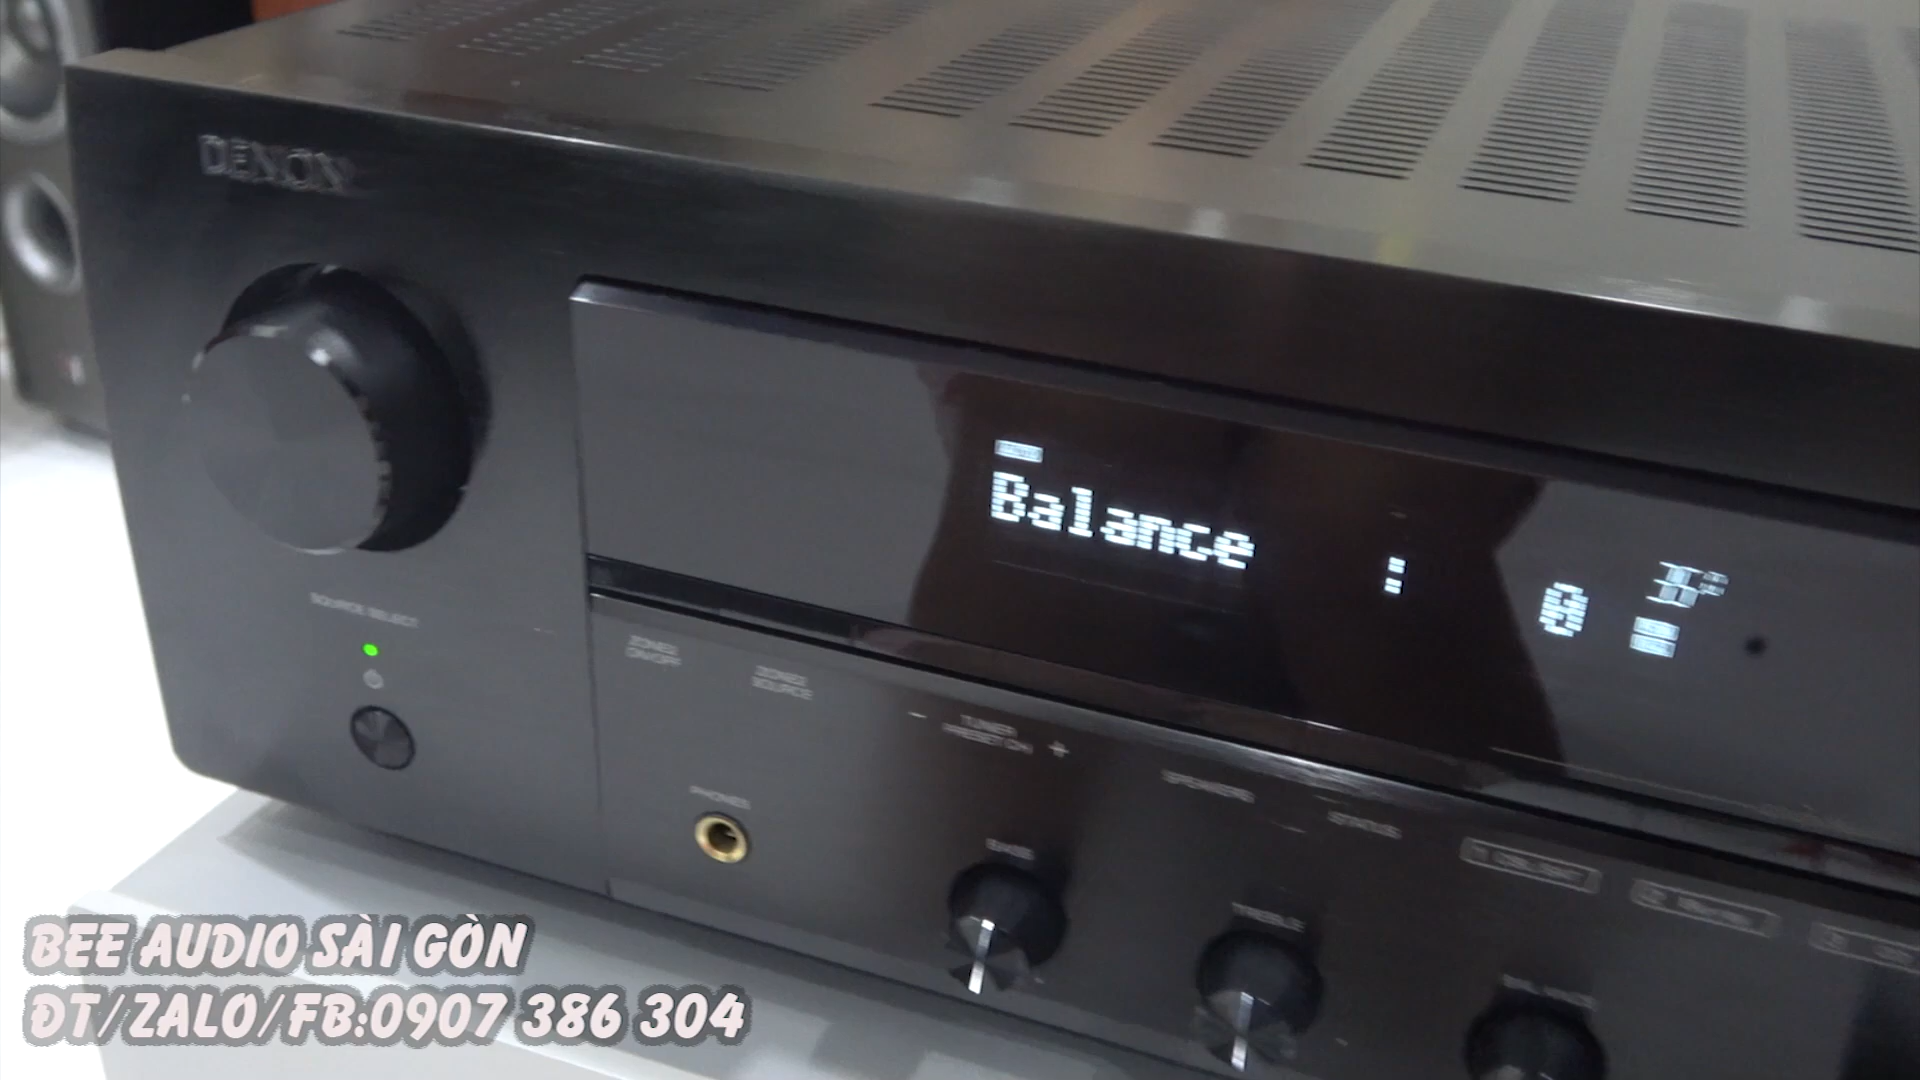 DENON
Balance : 0
SOURCE SELECT
ZONE2
ON/OFF
ZONE2
SOURCE
- TUNER
PRESET CH +
SPEAKERS
STATUS
PHONES
BASS
TREBLE
BALANCE
BEE AUDIO SÀI GÒN
ĐT/ZALO/FB:0907 386 304